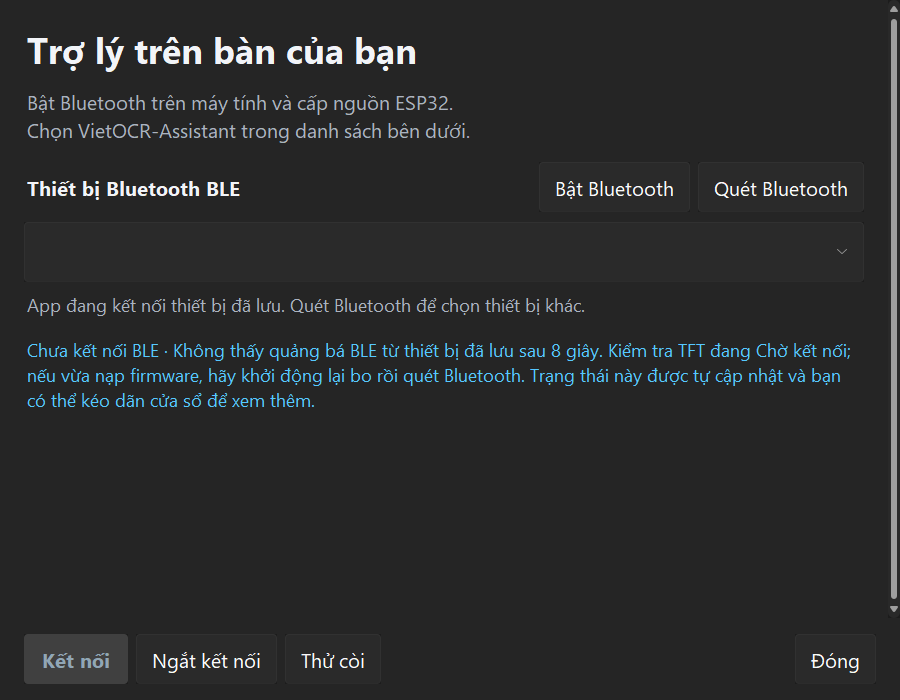 Trợ lý trên bàn của bạn
Bật Bluetooth trên máy tính và cấp nguồn ESP32.
Chọn VietOCR-Assistant trong danh sách bên dưới.
Thiết bị Bluetooth BLE
Bật Bluetooth
Quét Bluetooth
App đang kết nối thiết bị đã lưu. Quét Bluetooth để chọn thiết bị khác.
Chưa kết nối BLE · Không thấy quảng bá BLE từ thiết bị đã lưu sau 8 giây. Kiểm tra TFT đang Chờ kết nối;
nếu vừa nạp firmware, hãy khởi động lại bo rồi quét Bluetooth. Trạng thái này được tự cập nhật và bạn
có thể kéo dãn cửa sổ để xem thêm.
Kết nối
Ngắt kết nối
Thử còi
Đóng